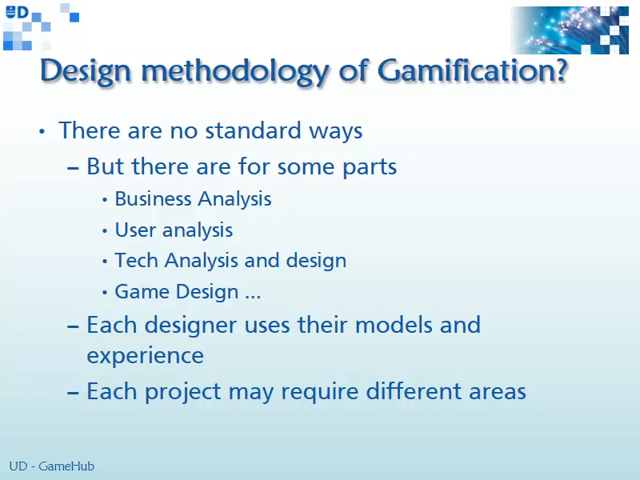 UD
Design methodology of Gamification?
• There are no standard ways
– But there are for some parts
• Business Analysis
• User analysis
• Tech Analysis and design
• Game Design ...
– Each designer uses their models and
experience
– Each project may require different areas
UD - GameHub